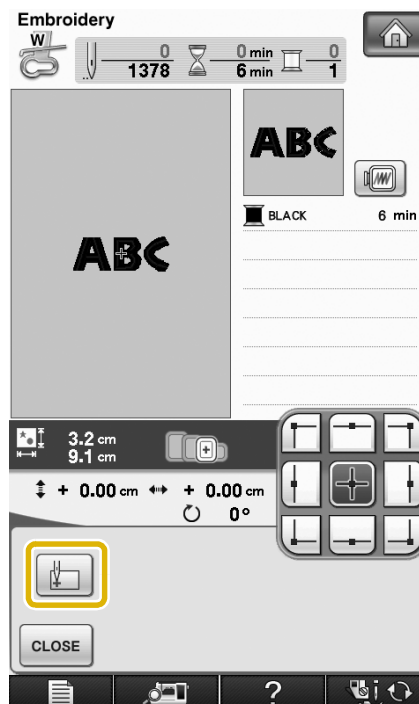 Embroidery
W
0 0 min 0
1378 6 min 1
ABC
ABC
BLACK 6 min
3.2 cm
9.1 cm
+ 0.00 cm + 0.00 cm
0°
CLOSE
?